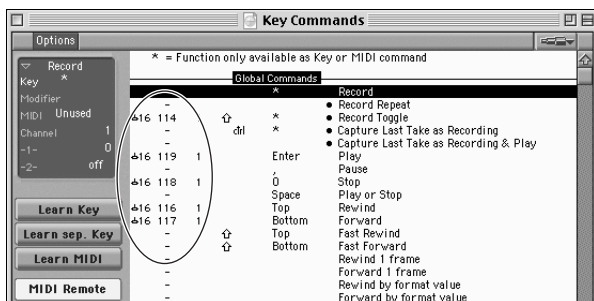 Key Commands
Options
* = Function only available as Key or MIDI command
Global Commands
Record
Key *
Modifier
MIDI Unused
Channel 1
-1- 0
-2- off
Learn Key
Learn sep. Key
Learn MIDI
MIDI Remote
* Record
- • Record Repeat
16 114 ⇧ * • Record Toggle
- ctrl * • Capture Last Take as Recording
- • Capture Last Take as Recording & Play
16 119 1 Enter Play
- , Pause
16 118 1 0 Stop
- Space Play or Stop
16 116 1 Top Rewind
16 117 1 Bottom Forward
- ⇧ Top Fast Rewind
- ⇧ Bottom Fast Forward
- Rewind 1 frame
- Forward 1 frame
- Rewind by format value
- Forward by format value